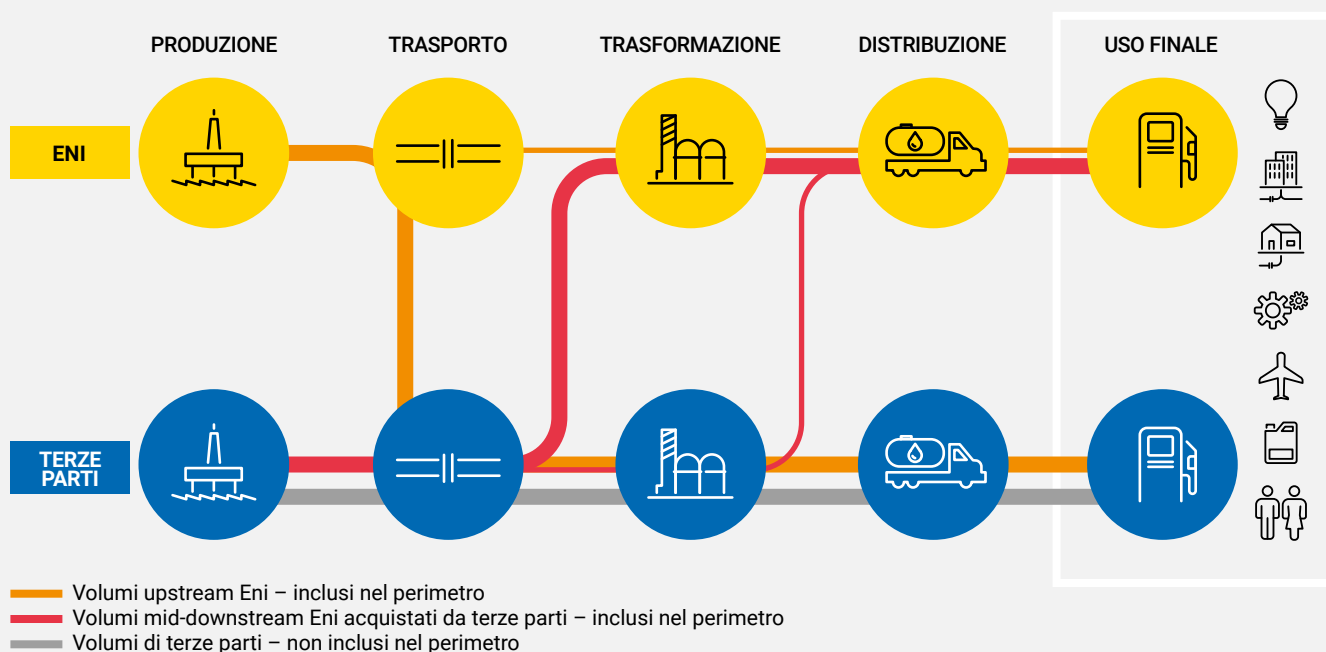 PRODUZIONE
TRASPORTO
TRASFORMAZIONE
DISTRIBUZIONE
USO FINALE
ENI
TERZE
PARTI
Volumi upstream Eni – inclusi nel perimetro
Volumi mid-downstream Eni acquistati da terze parti – inclusi nel perimetro
Volumi di terze parti – non inclusi nel perimetro